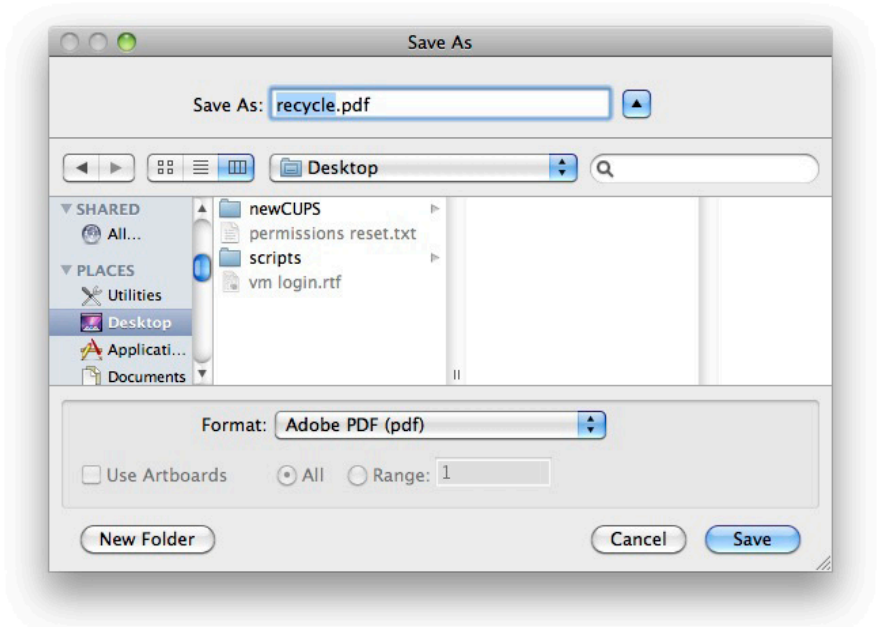 Save As
Save As: recycle.pdf
Desktop
SHARED
All...
PLACES
Utilities
Desktop
Applicati...
Documents
newCUPS
permissions reset.txt
scripts
vm login.rtf
Format: Adobe PDF (pdf)
Use Artboards All Range: 1
New Folder Cancel Save